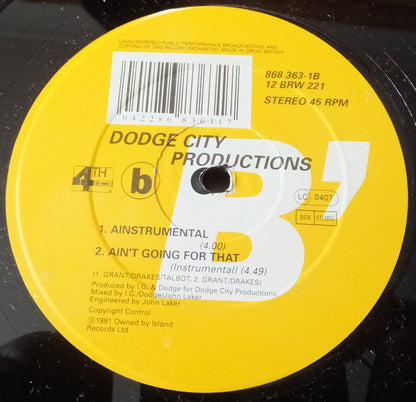 UNAUTHORISED PUBLIC PERFORMANCE BROADCASTING AND
COPYING OF THIS RECORD PROHIBITED. MADE IN GREAT BRITAIN
868 363-1B
12 BRW 221
STEREO 45 RPM
042286 836317
DODGE CITY
PRODUCTIONS
4TH
b
B'
LC 0407
BIEM
1. AINSTRUMENTAL
(4.00)
2. AIN'T GOING FOR THAT
(Instrumental) (4.49)
(1. GRANT/DRAKES/TALBOT, 2. GRANT/DRAKES)
Produced by I.G. & Dodge for Dodge City Productions
Mixed by I.G./Dodge/John Laker
Engineered by John Laker
Copyright Control
℗1991 Owned by Island
Records Ltd